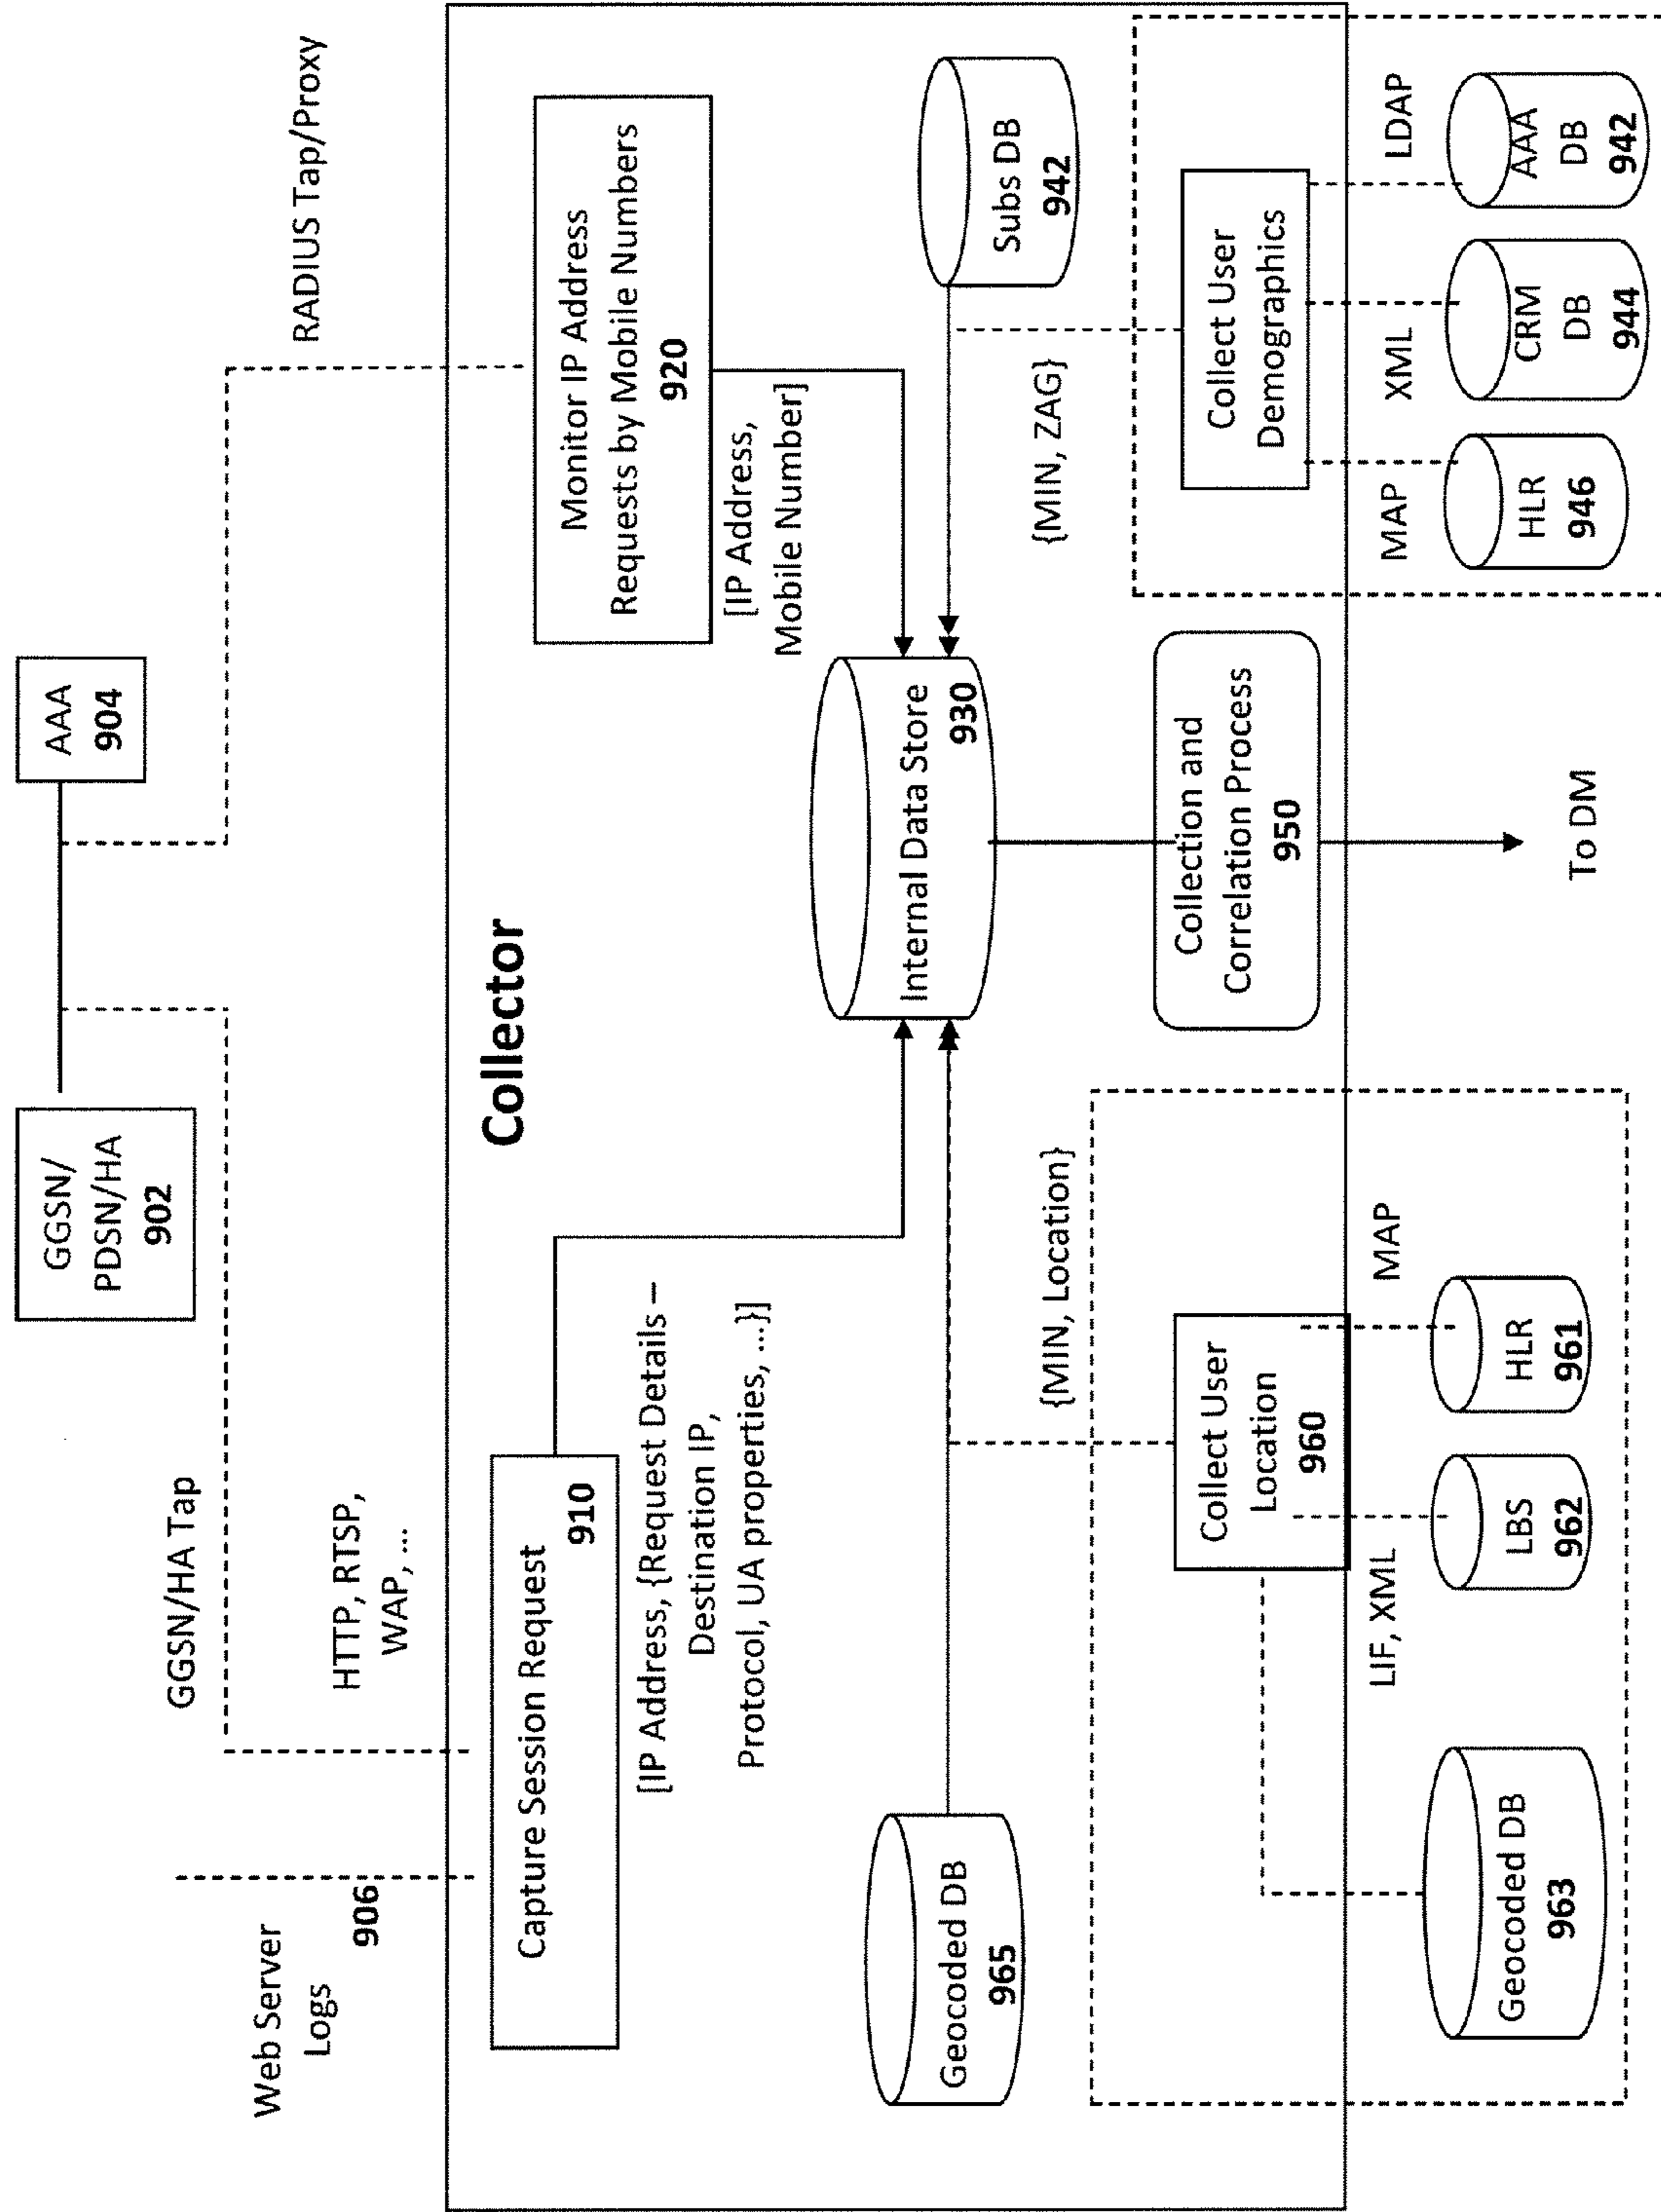 GGSN/
PDSN/HA
902
AAA
904
GGSN/HA Tap
RADIUS Tap/Proxy
Web Server
Logs
906
HTTP, RTSP,
WAP, ...
Collector
Capture Session Request
910
Monitor IP Address
Requests by Mobile Numbers
920
[IP Address, {Request Details –
Destination IP,
Protocol, UA properties, ...}]
[IP Address,
Mobile Number]
Geocoded DB
965
Internal Data Store
930
Subs DB
942
{MIN, Location}
{MIN, ZAG}
Collect User
Location
960
Collection and
Correlation Process
950
Collect User
Demographics
LIF, XML
MAP
MAP
XML
LDAP
Geocoded DB
963
LBS
962
HLR
961
To DM
HLR
946
CRM
DB
944
AAA
DB
942